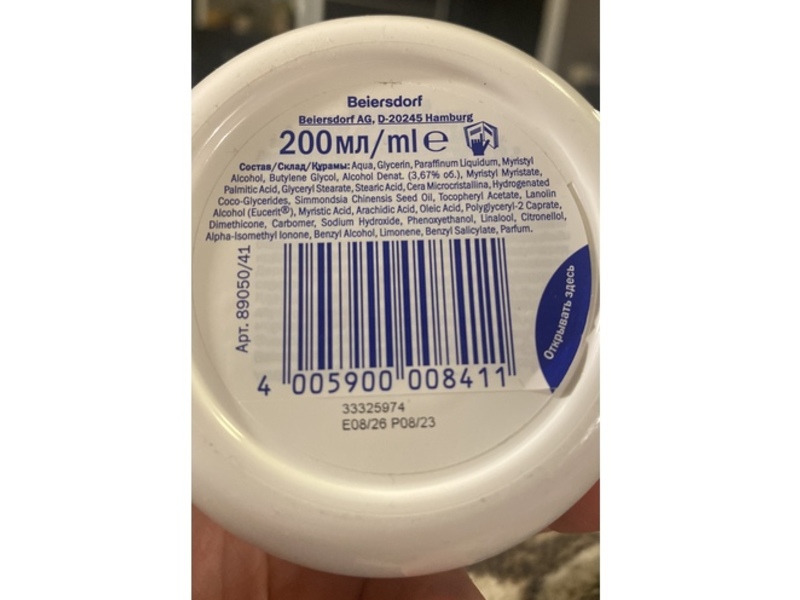 Beiersdorf
Beiersdorf AG, D-20245 Hamburg
200мл/ml e
Состав/Склад/Құрамы: Aqua, Glycerin, Paraffinum Liquidum, Myristyl
Alcohol, Butylene Glycol, Alcohol Denat. (3,67% об.), Myristyl Myristate,
Palmitic Acid, Glyceryl Stearate, Stearic Acid, Cera Microcristallina, Hydrogenated
Coco-Glycerides, Simmondsia Chinensis Seed Oil, Tocopheryl Acetate, Lanolin
Alcohol (Eucerit®), Myristic Acid, Arachidic Acid, Oleic Acid, Polyglyceryl-2 Caprate,
Dimethicone, Carbomer, Sodium Hydroxide, Phenoxyethanol, Linalool, Citronellol,
Alpha-Isomethyl Ionone, Benzyl Alcohol, Limonene, Benzyl Salicylate, Parfum.
Арт. 89050/41
Открывать здесь
4 005900 008411
33325974
E08/26 P08/23